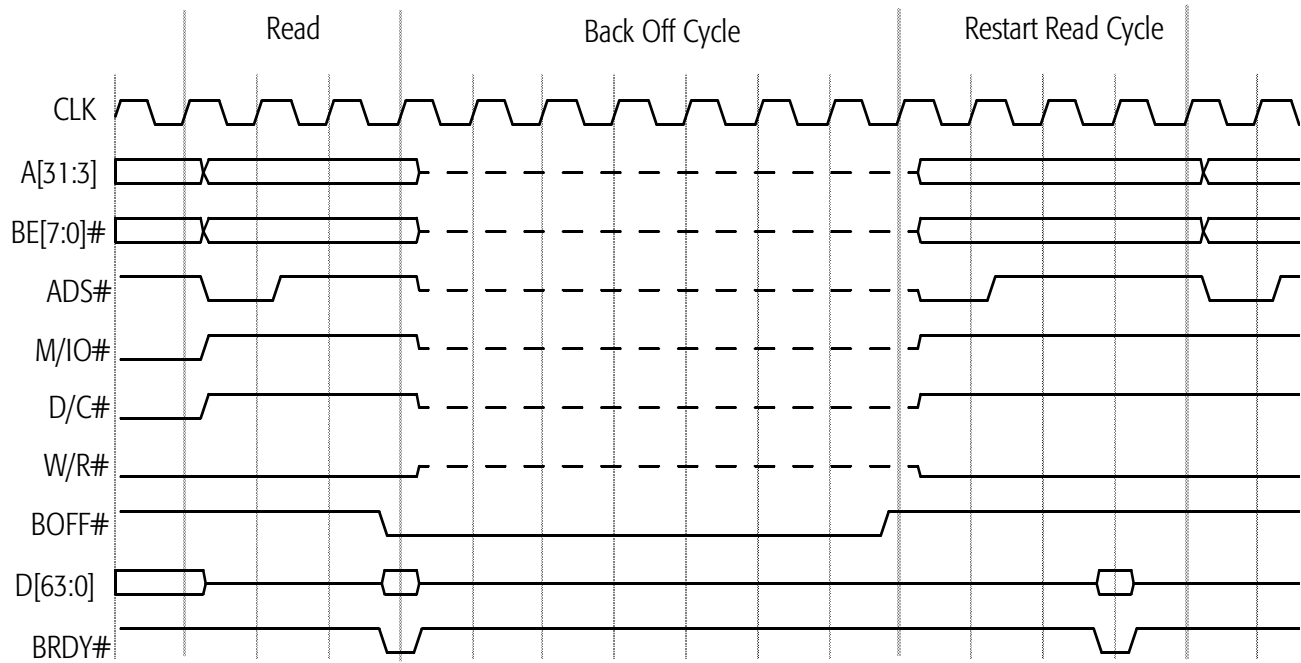 Read
Back Off Cycle
Restart Read Cycle
CLK
A[31:3]
BE[7:0]#
ADS#
M/IO#
D/C#
W/R#
BOFF#
D[63:0]
BRDY#